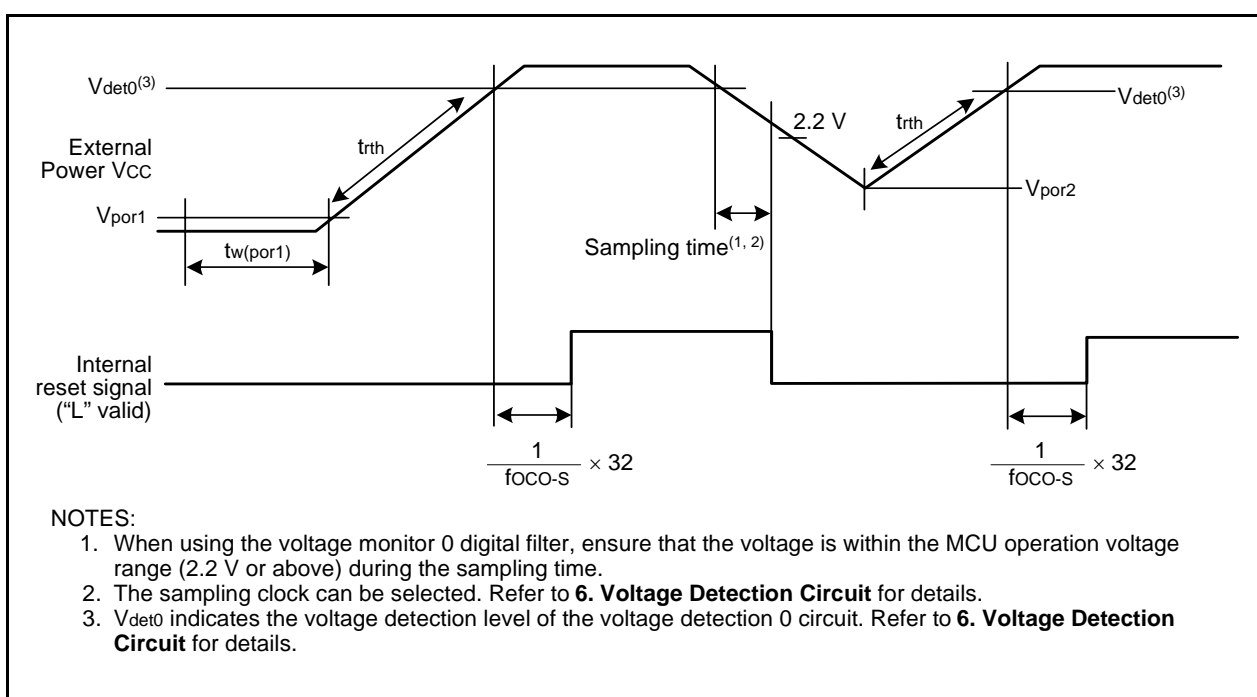 Vdet0(3)
External
Power VCC
Vpor1
tw(por1)
trth
2.2 V
Sampling time(1, 2)
trth
Vdet0(3)
Vpor2
Internal
reset signal
(“L” valid)
1
fOCO-S
× 32
1
fOCO-S
× 32
NOTES:
1. When using the voltage monitor 0 digital filter, ensure that the voltage is within the MCU operation voltage
range (2.2 V or above) during the sampling time.
2. The sampling clock can be selected. Refer to 6. Voltage Detection Circuit for details.
3. Vdet0 indicates the voltage detection level of the voltage detection 0 circuit. Refer to 6. Voltage Detection
Circuit for details.